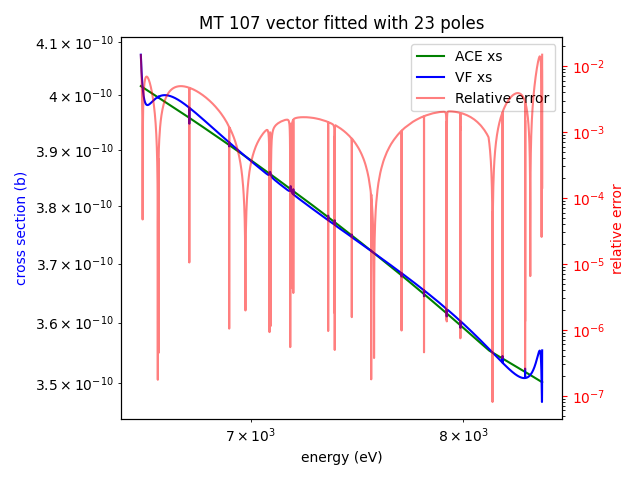 MT 107 vector fitted with 23 poles
ACE xs
VF xs
Relative error
4.1 × 10⁻¹⁰
4 × 10⁻¹⁰
3.9 × 10⁻¹⁰
3.8 × 10⁻¹⁰
3.7 × 10⁻¹⁰
3.6 × 10⁻¹⁰
3.5 × 10⁻¹⁰
cross section (b)
10⁻²
10⁻³
10⁻⁴
10⁻⁵
10⁻⁶
10⁻⁷
relative error
7 × 10³
8 × 10³
energy (eV)